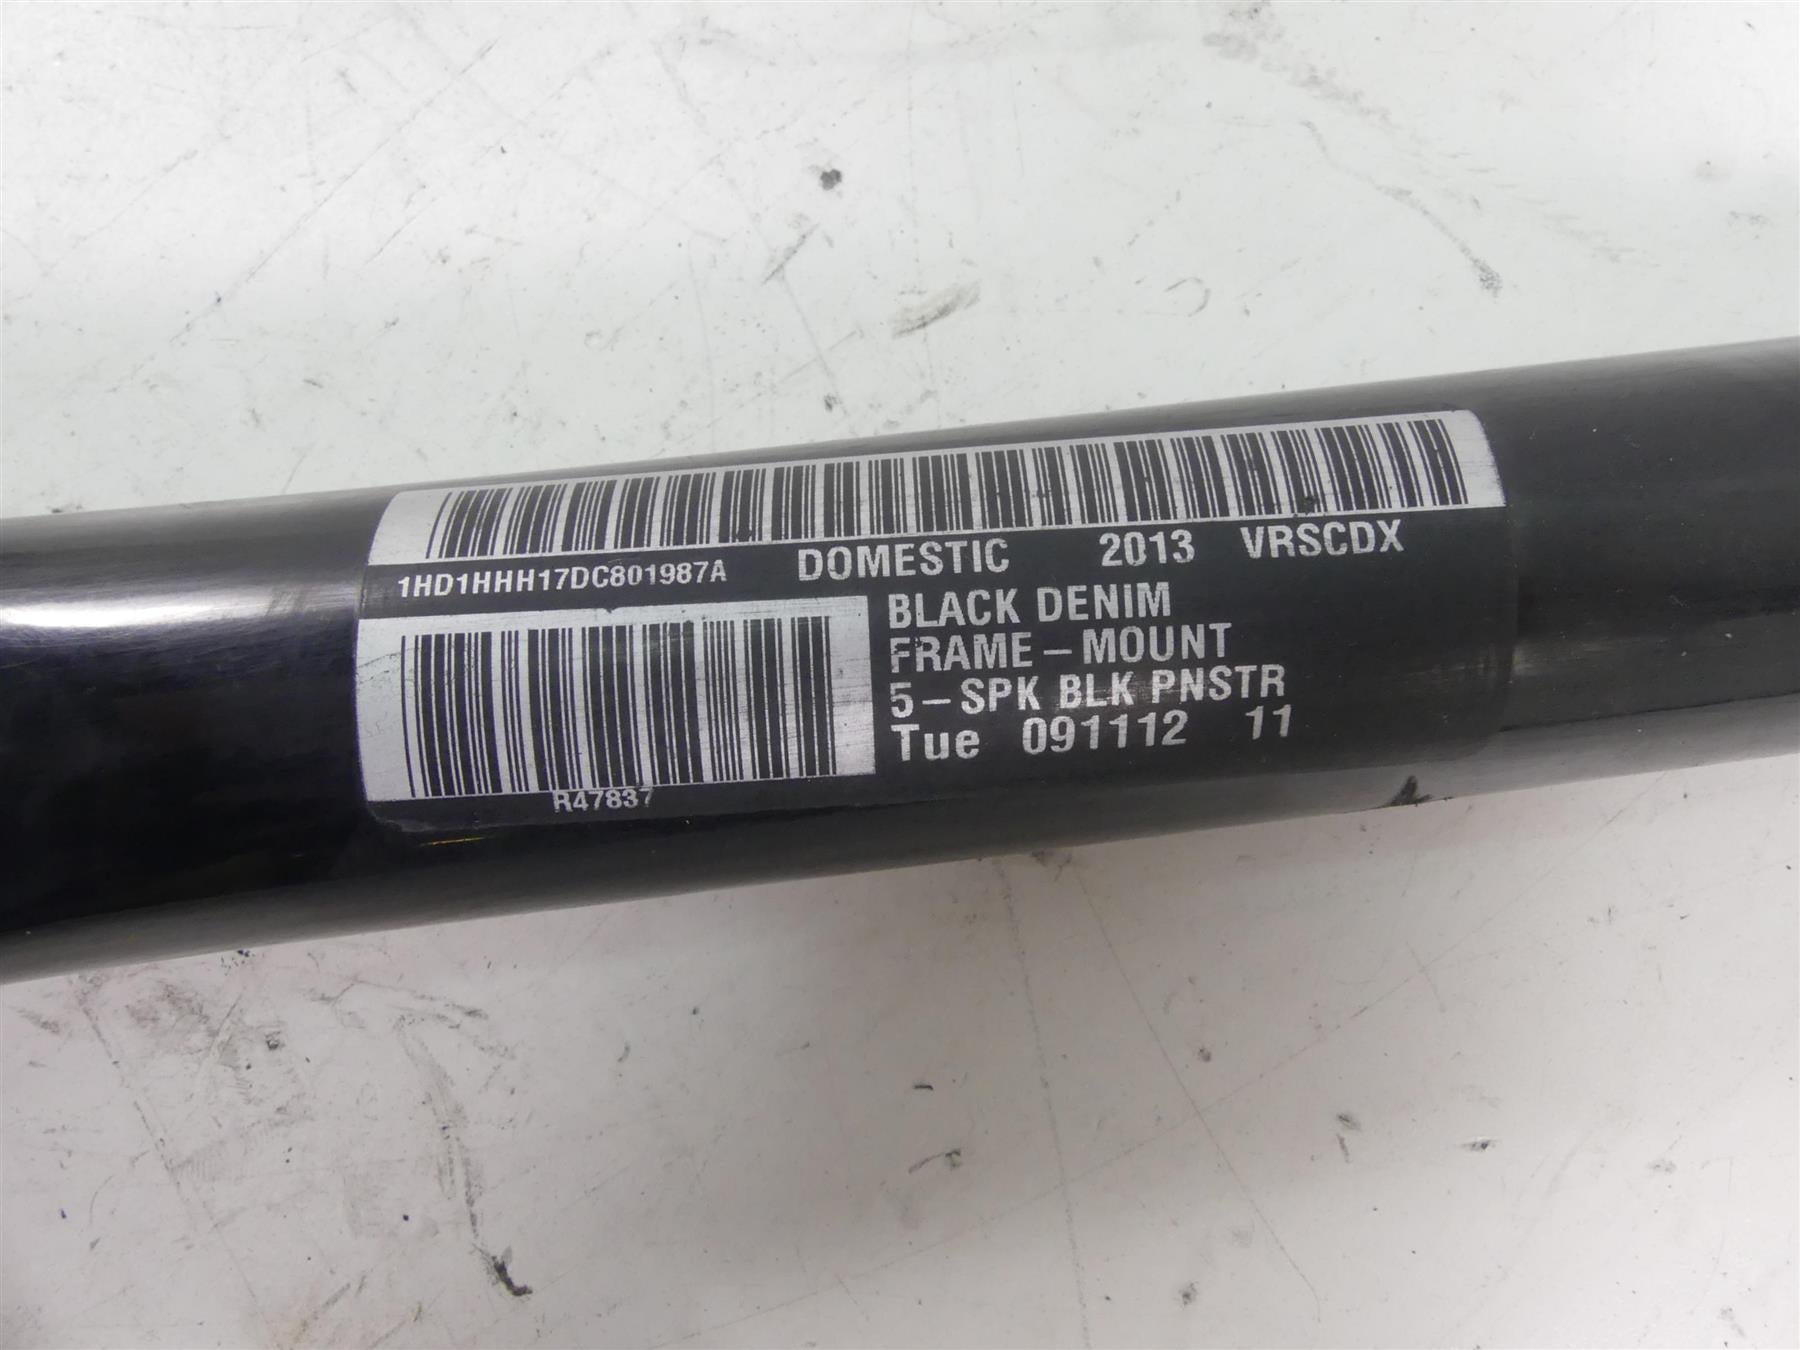 1HD1HHH17DC801987A DOMESTIC 2013 VRSCDX
BLACK DENIM
FRAME-MOUNT
5-SPK BLK PNSTR
Tue 091112 11
R47837